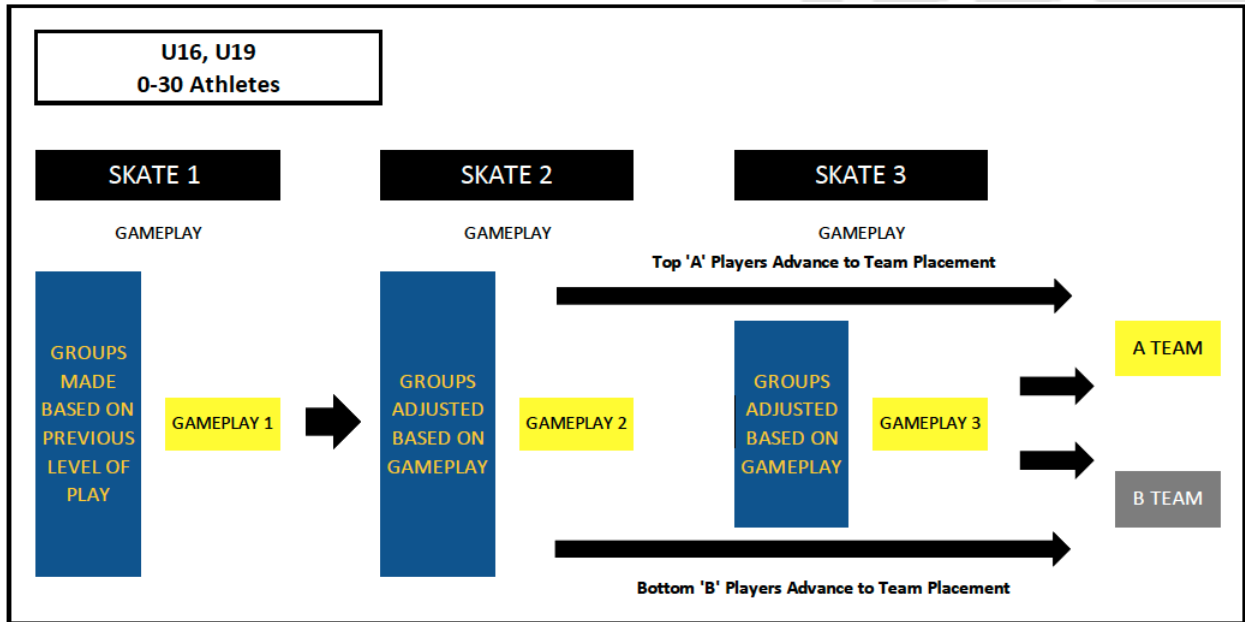 U16, U19
0-30 Athletes
SKATE 1
SKATE 2
SKATE 3
GAMEPLAY
GAMEPLAY
GAMEPLAY
Top 'A' Players Advance to Team Placement
GROUPS
MADE
BASED ON
PREVIOUS
LEVEL OF
PLAY
GAMEPLAY 1
GROUPS
ADJUSTED
BASED ON
GAMEPLAY
GAMEPLAY 2
GROUPS
ADJUSTED
BASED ON
GAMEPLAY
GAMEPLAY 3
A TEAM
B TEAM
Bottom 'B' Players Advance to Team Placement